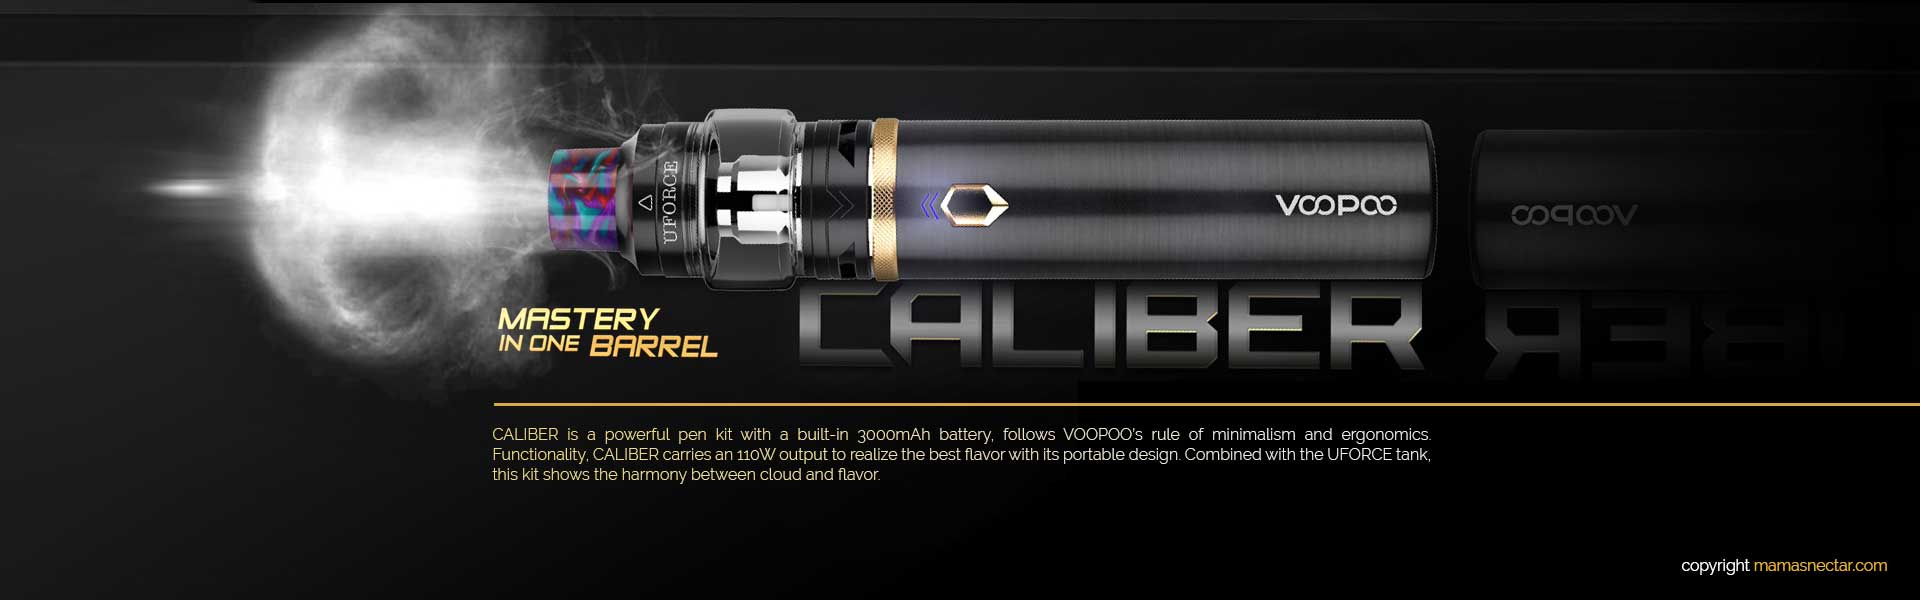 UFORCE
VOOPOO
VOOPOO
MASTERY
IN ONE BARREL
CALIBER
CALIBER is a powerful pen kit with a built-in 3000mAh battery, follows VOOPOO's rule of minimalism and ergonomics.
Functionality, CALIBER carries an 110W output to realize the best flavor with its portable design. Combined with the UFORCE tank,
this kit shows the harmony between cloud and flavor.
copyright mamasnectar.com